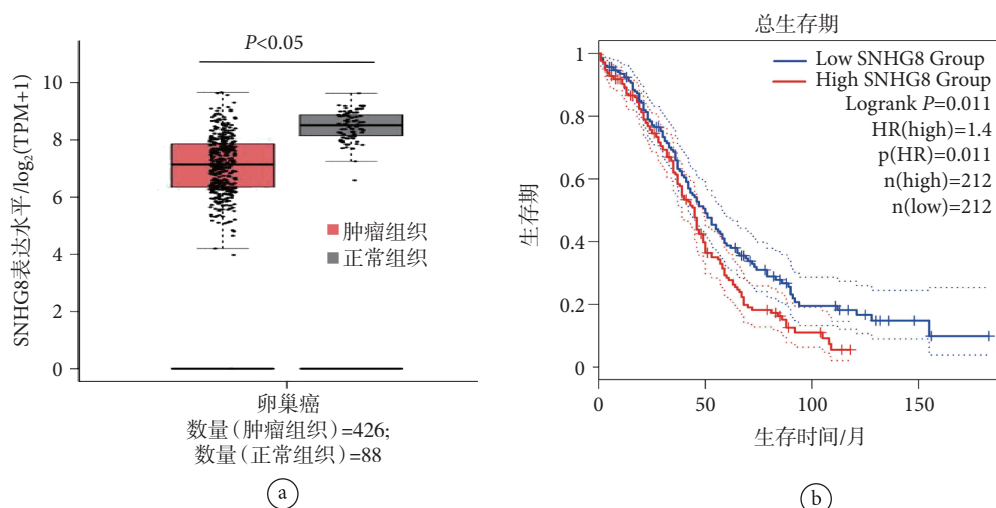 P<0.05
SNHG8表达水平/log₂(TPM+1)
10
8
6
4
2
0
肿瘤组织
正常组织
卵巢癌
数量(肿瘤组织)=426;
数量(正常组织)=88
a
总生存期
生存期
1
0.8
0.6
0.4
0.2
0
Low SNHG8 Group
High SNHG8 Group
Logrank P=0.011
HR(high)=1.4
p(HR)=0.011
n(high)=212
n(low)=212
0 50 100 150
生存时间/月
b